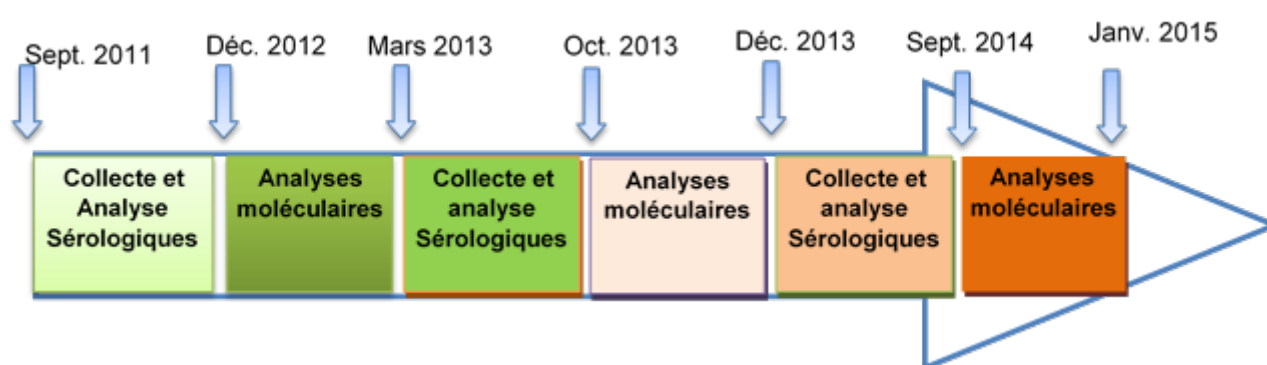 Sept. 2011
Déc. 2012
Mars 2013
Oct. 2013
Déc. 2013
Sept. 2014
Janv. 2015
Collecte et
Analyse
Sérologiques
Analyses
moléculaires
Collecte et
analyse
Sérologiques
Analyses
moléculaires
Collecte et
analyse
Sérologiques
Analyses
moléculaires